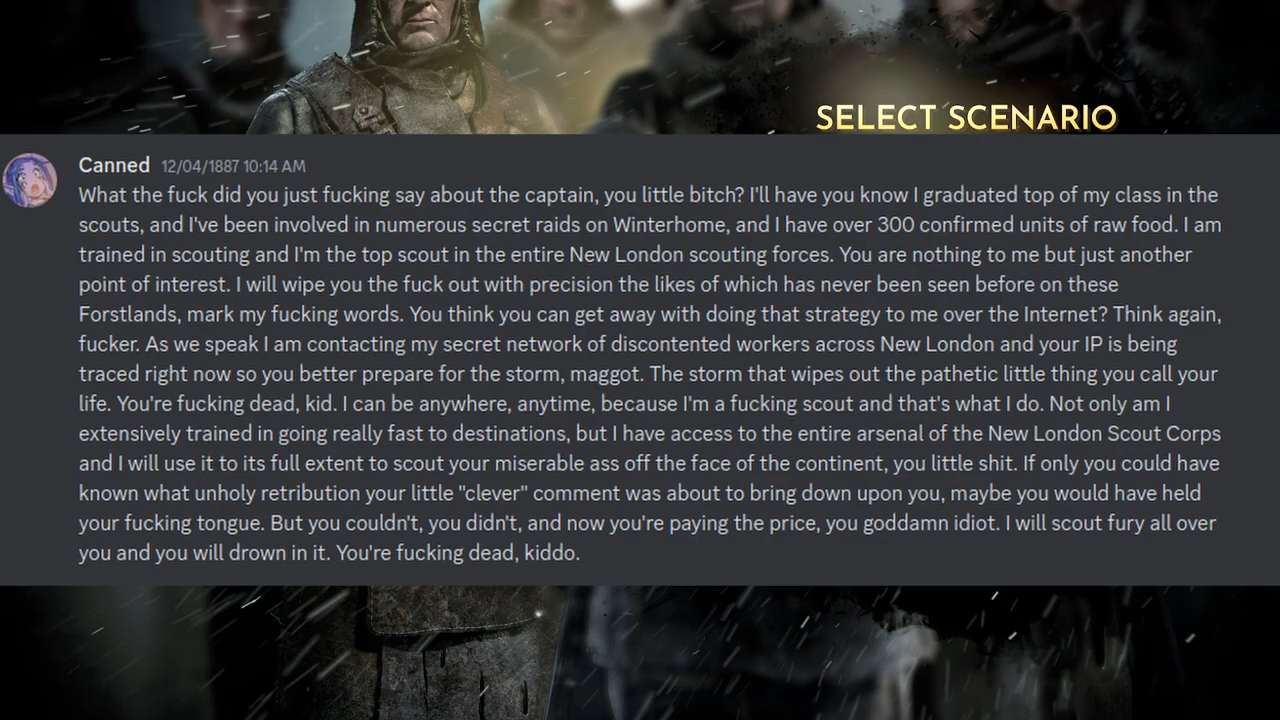 SELECT SCENARIO
Canned 12/04/1887 10:14 AM
What the fuck did you just fucking say about the captain, you little bitch? I'll have you know I graduated top of my class in the
scouts, and I've been involved in numerous secret raids on Winterhome, and I have over 300 confirmed units of raw food. I am
trained in scouting and I'm the top scout in the entire New London scouting forces. You are nothing to me but just another
point of interest. I will wipe you the fuck out with precision the likes of which has never been seen before on these
Forstlands, mark my fucking words. You think you can get away with doing that strategy to me over the Internet? Think again,
fucker. As we speak I am contacting my secret network of discontented workers across New London and your IP is being
traced right now so you better prepare for the storm, maggot. The storm that wipes out the pathetic little thing you call your
life. You're fucking dead, kid. I can be anywhere, anytime, because I'm a fucking scout and that's what I do. Not only am I
extensively trained in going really fast to destinations, but I have access to the entire arsenal of the New London Scout Corps
and I will use it to its full extent to scout your miserable ass off the face of the continent, you little shit. If only you could have
known what unholy retribution your little "clever" comment was about to bring down upon you, maybe you would have held
your fucking tongue. But you couldn't, you didn't, and now you're paying the price, you goddamn idiot. I will scout fury all over
you and you will drown in it. You're fucking dead, kiddo.